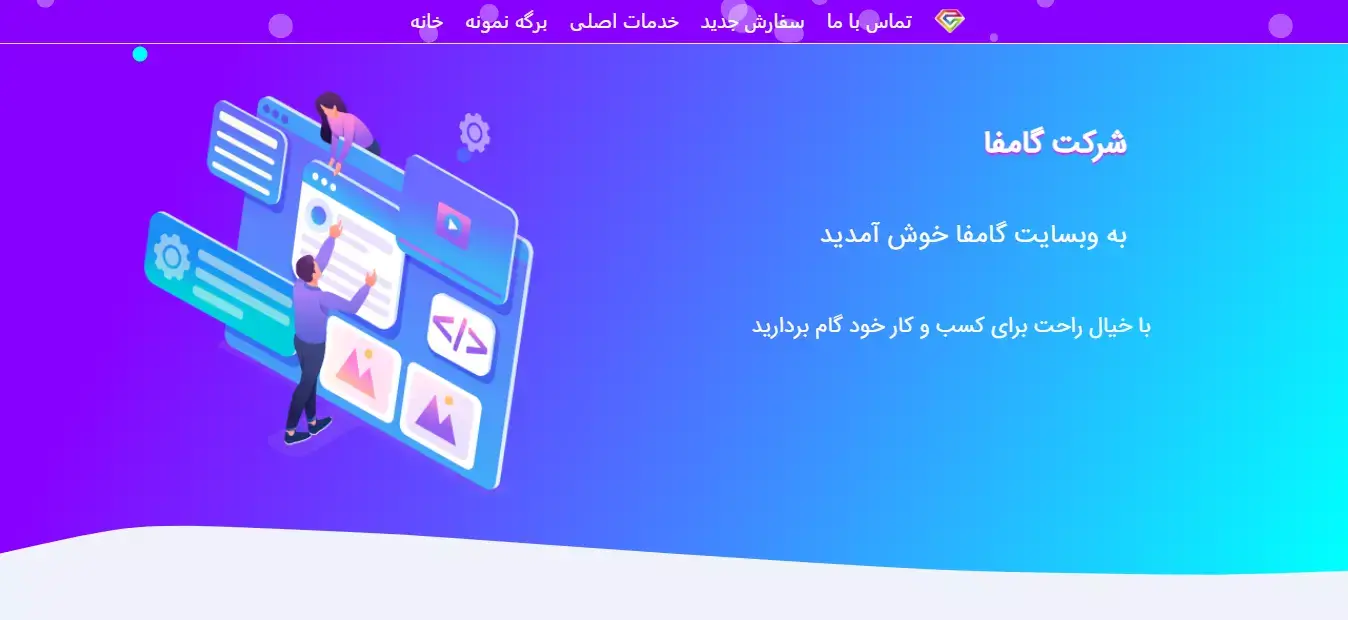 تماس با ما سفارش جدید خدمات اصلی برگه نمونه خانه
شرکت گامفا
به وبسایت گامفا خوش آمدید
با خیال راحت برای کسب و کار خود گام بردارید